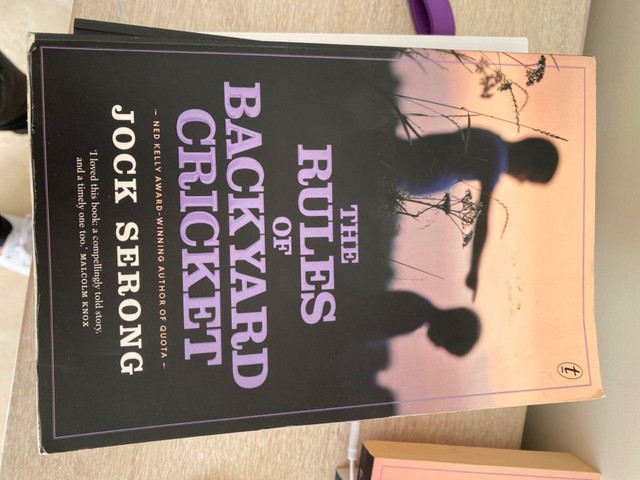 t
THE
RULES
OF
BACKYARD
CRICKET
– NED KELLY AWARD-WINNING AUTHOR OF QUOTA –
JOCK SERONG
'I loved this book: a compellingly told story,
and a timely one too.' MALCOLM KNOX